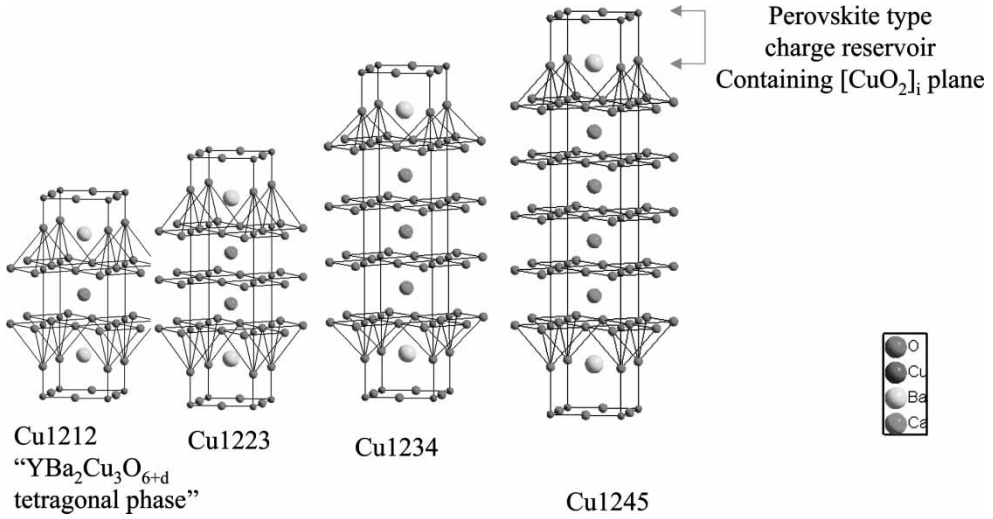 Perovskite type
charge reservoir
Containing [CuO₂]ᵢ plane
Cu1212
“YBa₂Cu₃O₆₊d
tetragonal phase”
Cu1223
Cu1234
Cu1245
O
Cu
Ba
Ca